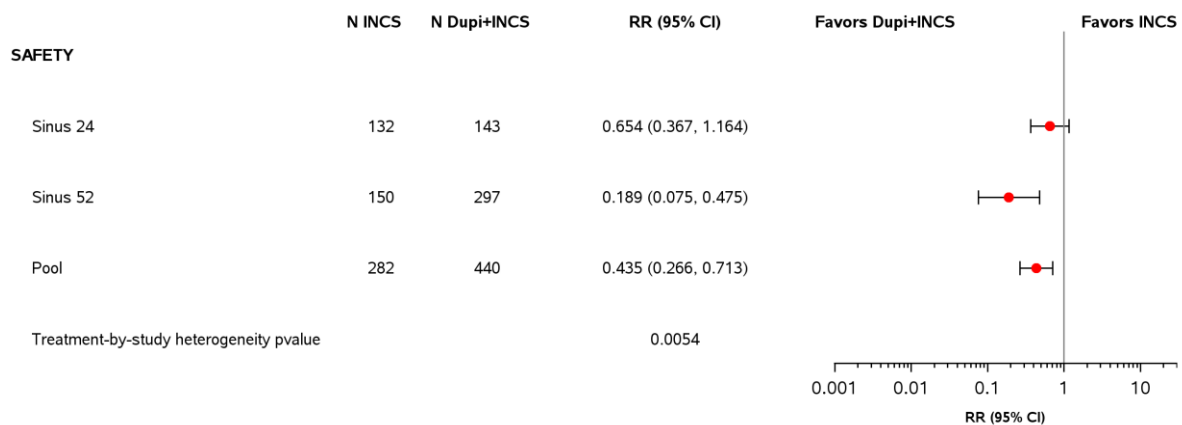 N INCS N Dupi+INCS RR (95% CI) Favors Dupi+INCS Favors INCS
SAFETY
Sinus 24 132 143 0.654 (0.367, 1.164)
Sinus 52 150 297 0.189 (0.075, 0.475)
Pool 282 440 0.435 (0.266, 0.713)
Treatment-by-study heterogeneity pvalue 0.0054
0.001 0.01 0.1 1 10
RR (95% CI)